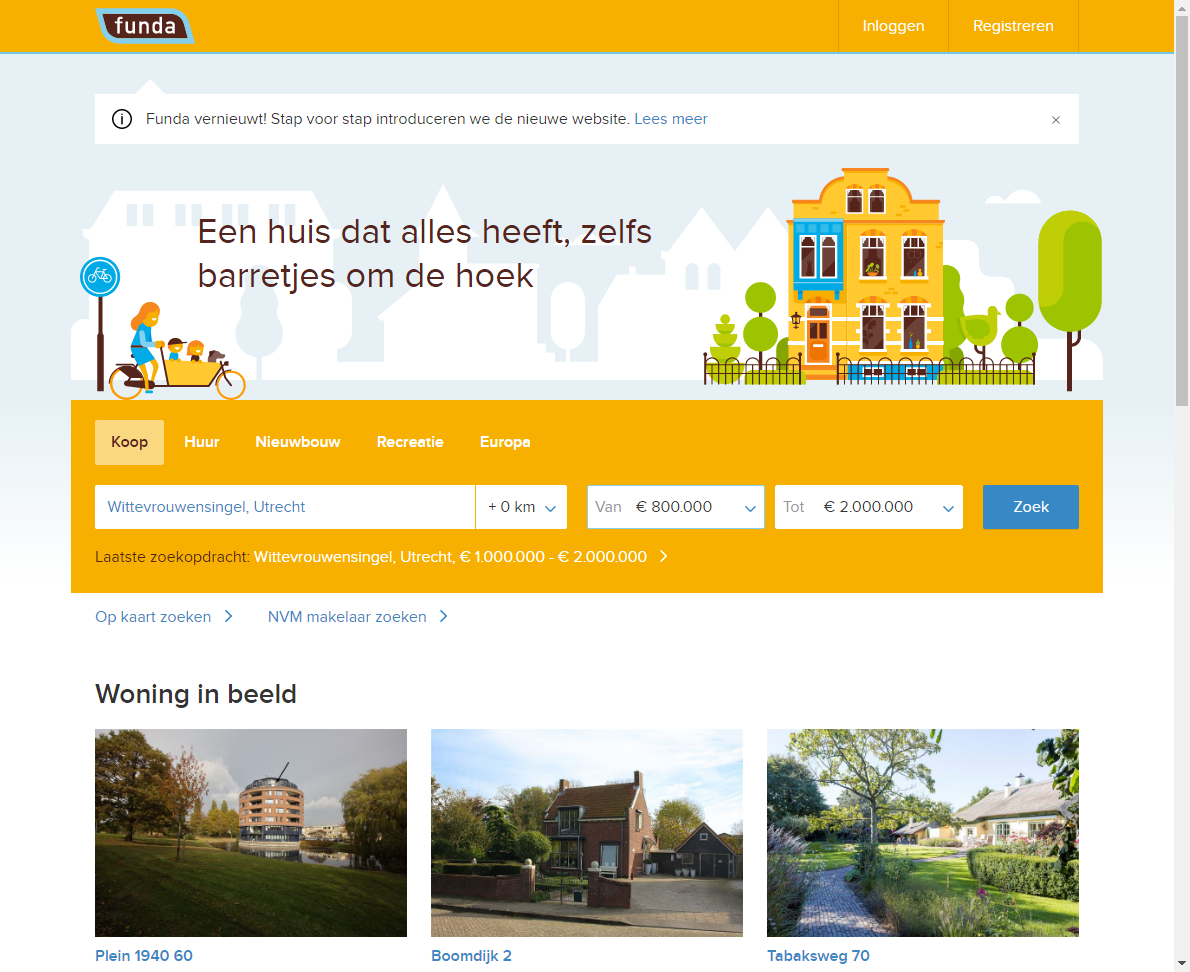 funda
Inloggen
Registreren
Funda vernieuwt! Stap voor stap introduceren we de nieuwe website. Lees meer
Een huis dat alles heeft, zelfs
barretjes om de hoek
Koop Huur Nieuwbouw Recreatie Europa
Wittevrouwensingel, Utrecht + 0 km Van € 800.000 Tot € 2.000.000 Zoek
Laatste zoekopdracht: Wittevrouwensingel, Utrecht, € 1.000.000 - € 2.000.000
Op kaart zoeken NVM makelaar zoeken
Woning in beeld
Plein 1940 60 Boomdijk 2 Tabaksweg 70